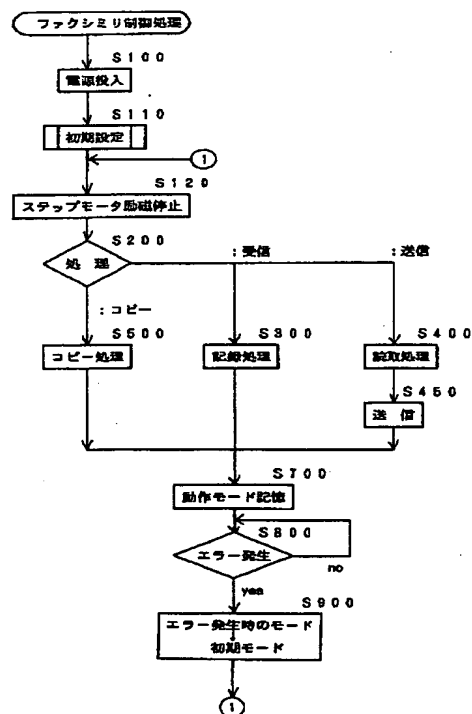 ファクシミリ制御処理
S100
電源投入
S110
初期設定
1
S120
ステップモータ励磁停止
S200
処 理
:受信
:送信
:コピー
S500
コピー処理
S300
記録処理
S400
読取処理
S450
送 信
S700
動作モード記憶
S800
エラー発生
no
yes
S900
エラー発生時のモード
↓
初期モード
1